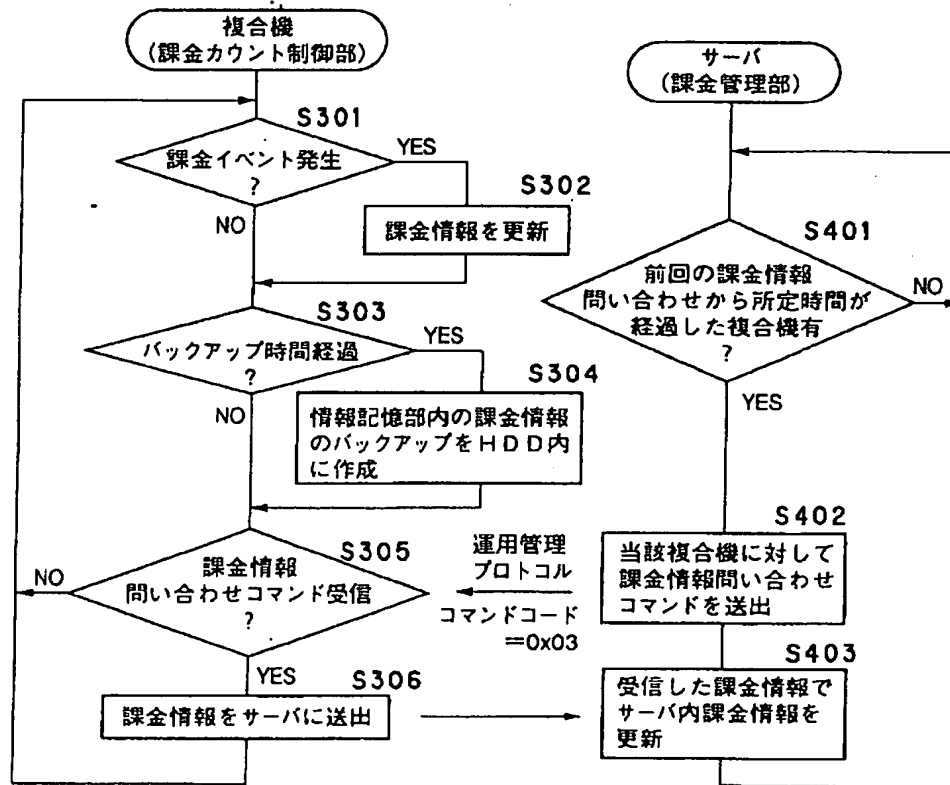 複合機
(課金カウント制御部)
S301
課金イベント発生
?
YES
NO
S302
課金情報を更新
S303
バックアップ時間経過
?
YES
NO
S304
情報記憶部内の課金情報
のバックアップをHDD内
に作成
S305
課金情報
問い合わせコマンド受信
?
NO
YES
S306
課金情報をサーバに送出
運用管理
プロトコル
コマンドコード
=0x03
サーバ
(課金管理部)
S401
前回の課金情報
問い合わせから所定時間が
経過した複合機有
?
NO
YES
S402
当該複合機に対して
課金情報問い合わせ
コマンドを送出
S403
受信した課金情報で
サーバ内課金情報を
更新